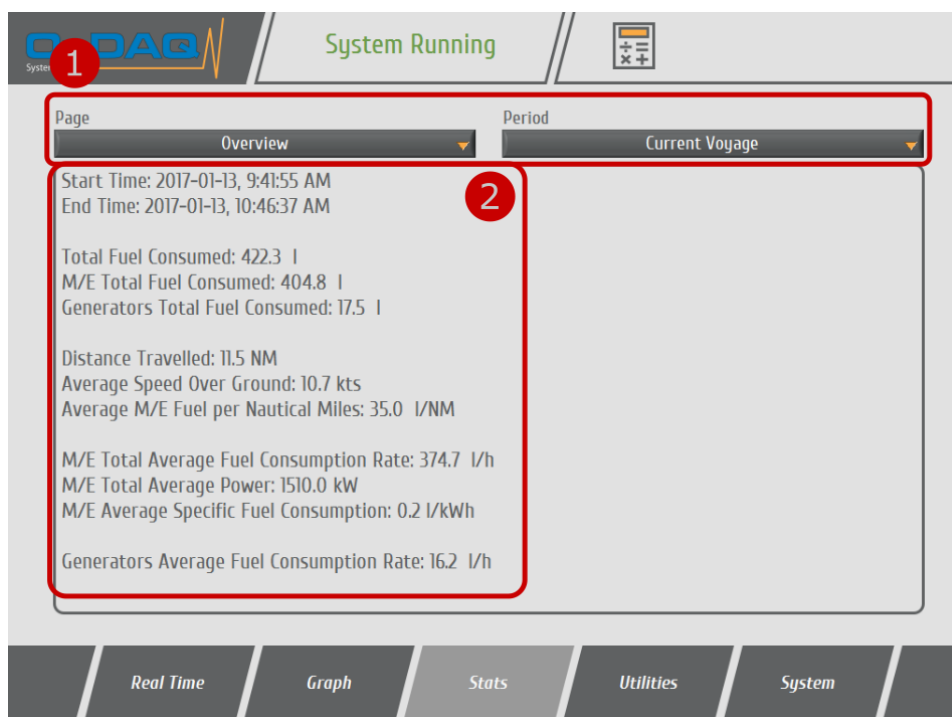 1
DAQ
System Running
Page
Period
Overview
Current Voyage
2
Start Time: 2017-01-13, 9:41:55 AM
End Time: 2017-01-13, 10:46:37 AM
Total Fuel Consumed: 422.3 l
M/E Total Fuel Consumed: 404.8 l
Generators Total Fuel Consumed: 17.5 l
Distance Travelled: 11.5 NM
Average Speed Over Ground: 10.7 kts
Average M/E Fuel per Nautical Miles: 35.0 l/NM
M/E Total Average Fuel Consumption Rate: 374.7 l/h
M/E Total Average Power: 1510.0 kW
M/E Average Specific Fuel Consumption: 0.2 l/kWh
Generators Average Fuel Consumption Rate: 16.2 l/h
Real Time
Graph
Stats
Utilities
System